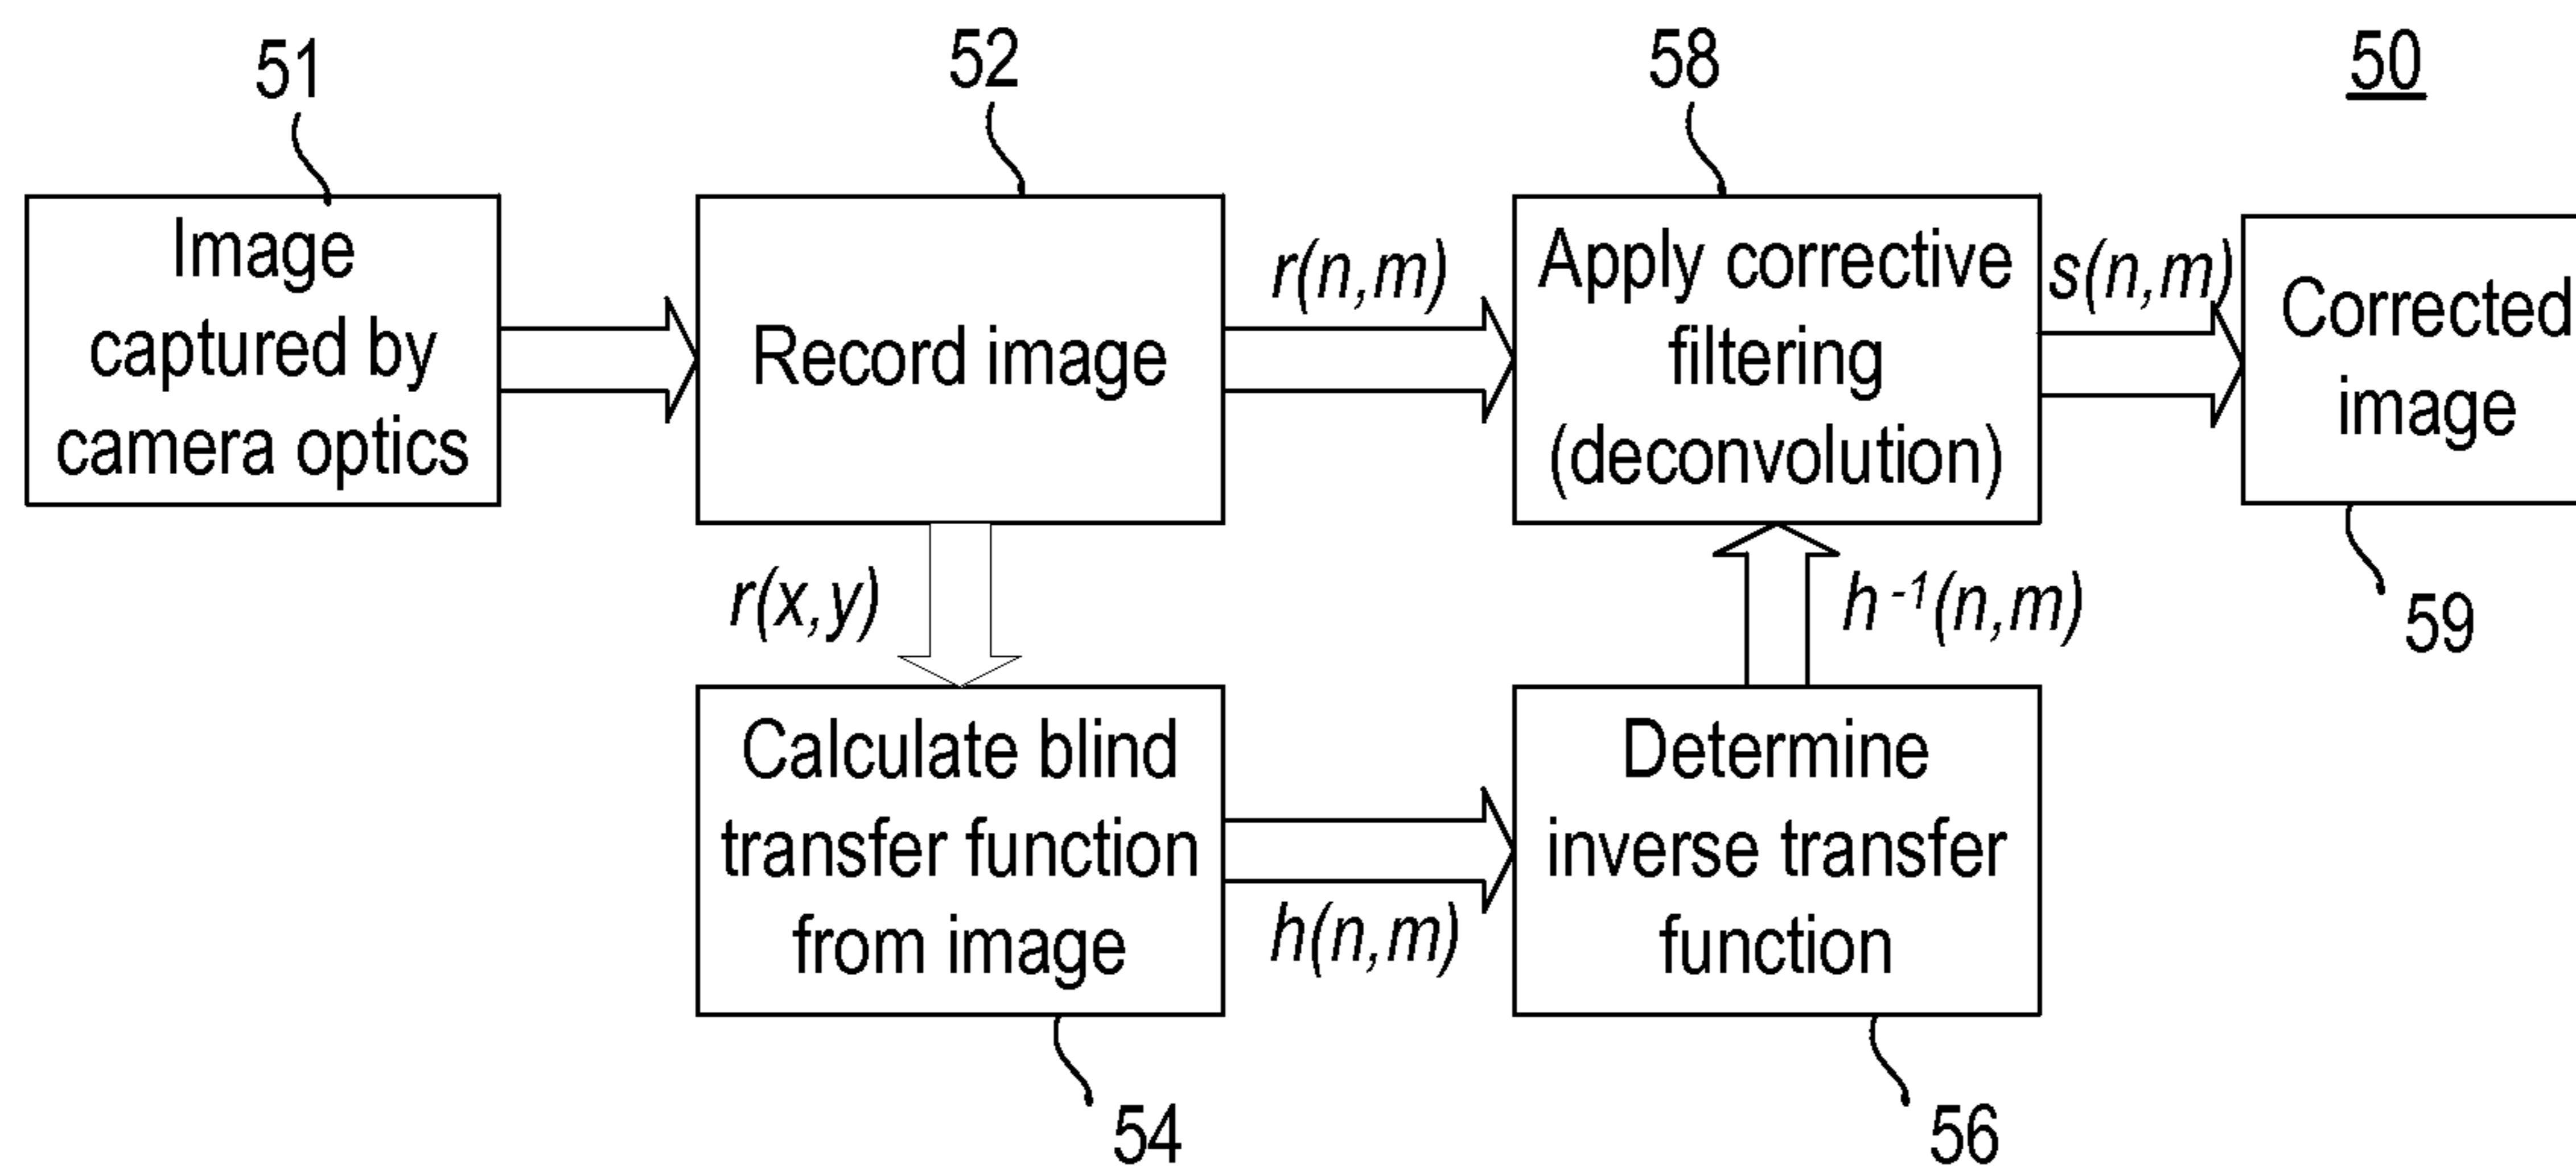 51
52
58
50
Image
captured by
camera optics
Record image
r(n,m)
Apply corrective
filtering
(deconvolution)
s(n,m)
Corrected
image
59
r(x,y)
h⁻¹(n,m)
Calculate blind
transfer function
from image
h(n,m)
Determine
inverse transfer
function
54
56